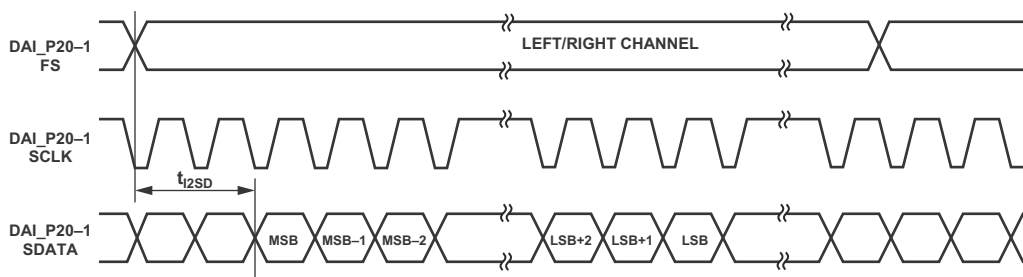 DAI_P20–1
FS
LEFT/RIGHT CHANNEL
DAI_P20–1
SCLK
tI2SD
DAI_P20–1
SDATA
MSB
MSB–1
MSB–2
LSB+2
LSB+1
LSB